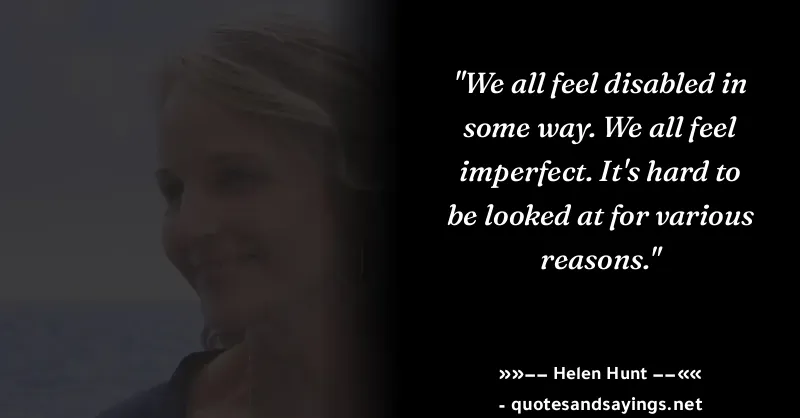 "We all feel disabled in
some way. We all feel
imperfect. It's hard to
be looked at for various
reasons."
»»−− Helen Hunt −−««
- quotesandsayings.net